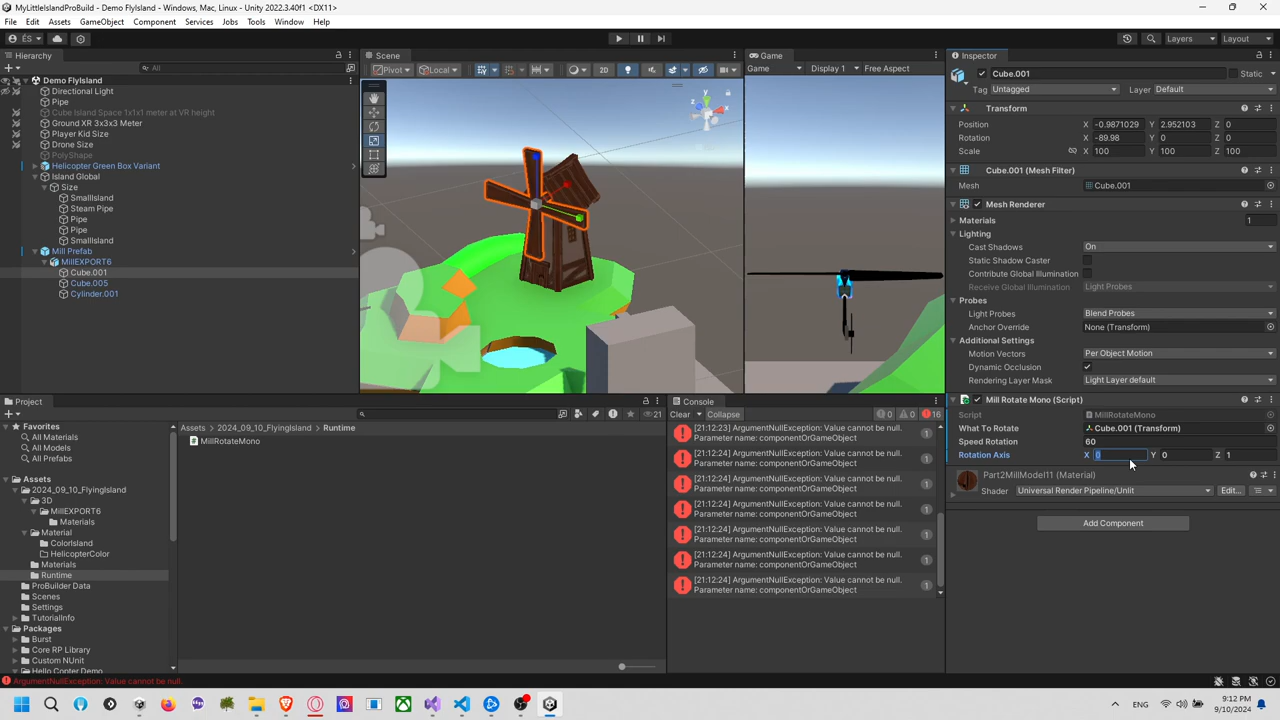 MyLittleIslandProBuild - Demo FlyIsland - Windows, Mac, Linux - Unity 2022.3.42f1* <DX11>
File Edit Assets GameObject Component Services Jobs Tools Window Help
ÉS
Layers Layout
Hierarchy
All
Demo FlyIsland
Directional Light
Pipe
Cube Island Space 1x1x1 meter at VR height
Ground XR 3x3x3 Meter
Player Kid Size
Drone Size
PolyShape
Helicopter Green Box Variant
Island Global
Size
SmallIsland
Steam Pipe
Pipe
Pipe
SmallIsland
Mill Prefab
MillEXPORT6
Cube.001
Cube.005
Cylinder.001
Scene
Pivot Local 2D
Game
Game Display 1 Free Aspect
Inspector
Cube.001 Static
Tag Untagged Layer Default
Transform
Position X -0.9871029 Y 2.952103 Z 0
Rotation X -89.98 Y 0 Z 0
Scale X 100 Y 100 Z 100
Cube.001 (Mesh Filter)
Mesh Cube.001
Mesh Renderer
Materials 1
Lighting
Cast Shadows On
Static Shadow Caster
Contribute Global Illumination
Receive Global Illumination Light Probes
Probes
Light Probes Blend Probes
Anchor Override None (Transform)
Additional Settings
Motion Vectors Per Object Motion
Dynamic Occlusion
Rendering Layer Mask Light Layer default
Mill Rotate Mono (Script)
Script MillRotateMono
What To Rotate Cube.001 (Transform)
Speed Rotation 60
Rotation Axis X 0 Y 0 Z 1
Part2MillModel11 (Material)
Shader Universal Render Pipeline/Unlit Edit...
Add Component
Project
21
Favorites
All Materials
All Models
All Prefabs
Assets
2024_09_10_FlyingIsland
3D
MillEXPORT6
Materials
Material
ColorIsland
HelicopterColor
Materials
Runtime
ProBuilder Data
Scenes
Settings
TutorialInfo
Packages
Burst
Core RP Library
Custom NUnit
Hello Copter Demo
Assets > 2024_09_10_FlyingIsland > Runtime
MillRotateMono
Console
Clear Collapse 0 0 16
[21:12:23] ArgumentNullException: Value cannot be null. 1
Parameter name: componentOrGameObject
[21:12:24] ArgumentNullException: Value cannot be null. 1
Parameter name: componentOrGameObject
[21:12:24] ArgumentNullException: Value cannot be null. 1
Parameter name: componentOrGameObject
[21:12:24] ArgumentNullException: Value cannot be null. 1
Parameter name: componentOrGameObject
[21:12:24] ArgumentNullException: Value cannot be null. 1
Parameter name: componentOrGameObject
[21:12:24] ArgumentNullException: Value cannot be null. 1
Parameter name: componentOrGameObject
[21:12:24] ArgumentNullException: Value cannot be null. 1
Parameter name: componentOrGameObject
ArgumentNullException: Value cannot be null.
ENG
9:12 PM
9/10/2024